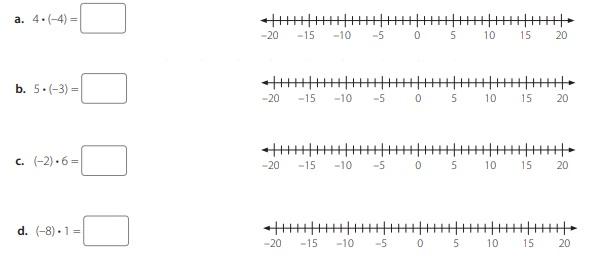 a. 4 • (–4) =
–20 –15 –10 –5 0 5 10 15 20
b. 5 • (–3) =
–20 –15 –10 –5 0 5 10 15 20
c. (–2) • 6 =
–20 –15 –10 –5 0 5 10 15 20
d. (–8) • 1 =
–20 –15 –10 –5 0 5 10 15 20